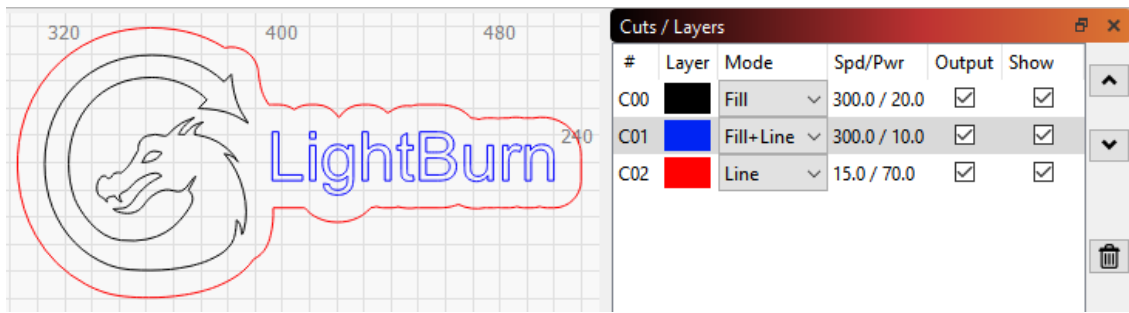 320 400 480
240
LightBurn
Cuts / Layers
# Layer Mode Spd/Pwr Output Show
C00 Fill 300.0 / 20.0
C01 Fill+Line 300.0 / 10.0
C02 Line 15.0 / 70.0